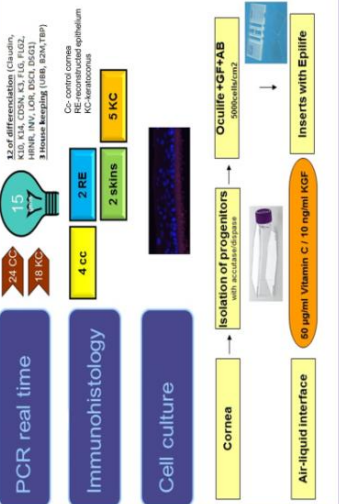 PCR real time
24 CC
18 KC
15
12 of differenciation (Claudin,
K10, K14, CDSN, K3, FLG, FLG2,
HRNR, INV, LOR, DSCI, DSG1)
3 House keeping (UBB, B2M,TBP)
Immunohistology
4 cc
2 RE
2 skins
5 KC
Cc- control cornea
RE-reconstructed epithelium
KC-keratoconus
Cell culture
Cornea
Isolation of progenitors
with accutase/dispase
Oculife +GF+AB
5000cells/cm2
Air-liquid interface
50 µg/ml Vitamin C / 10 ng/ml KGF
Inserts with Epilife